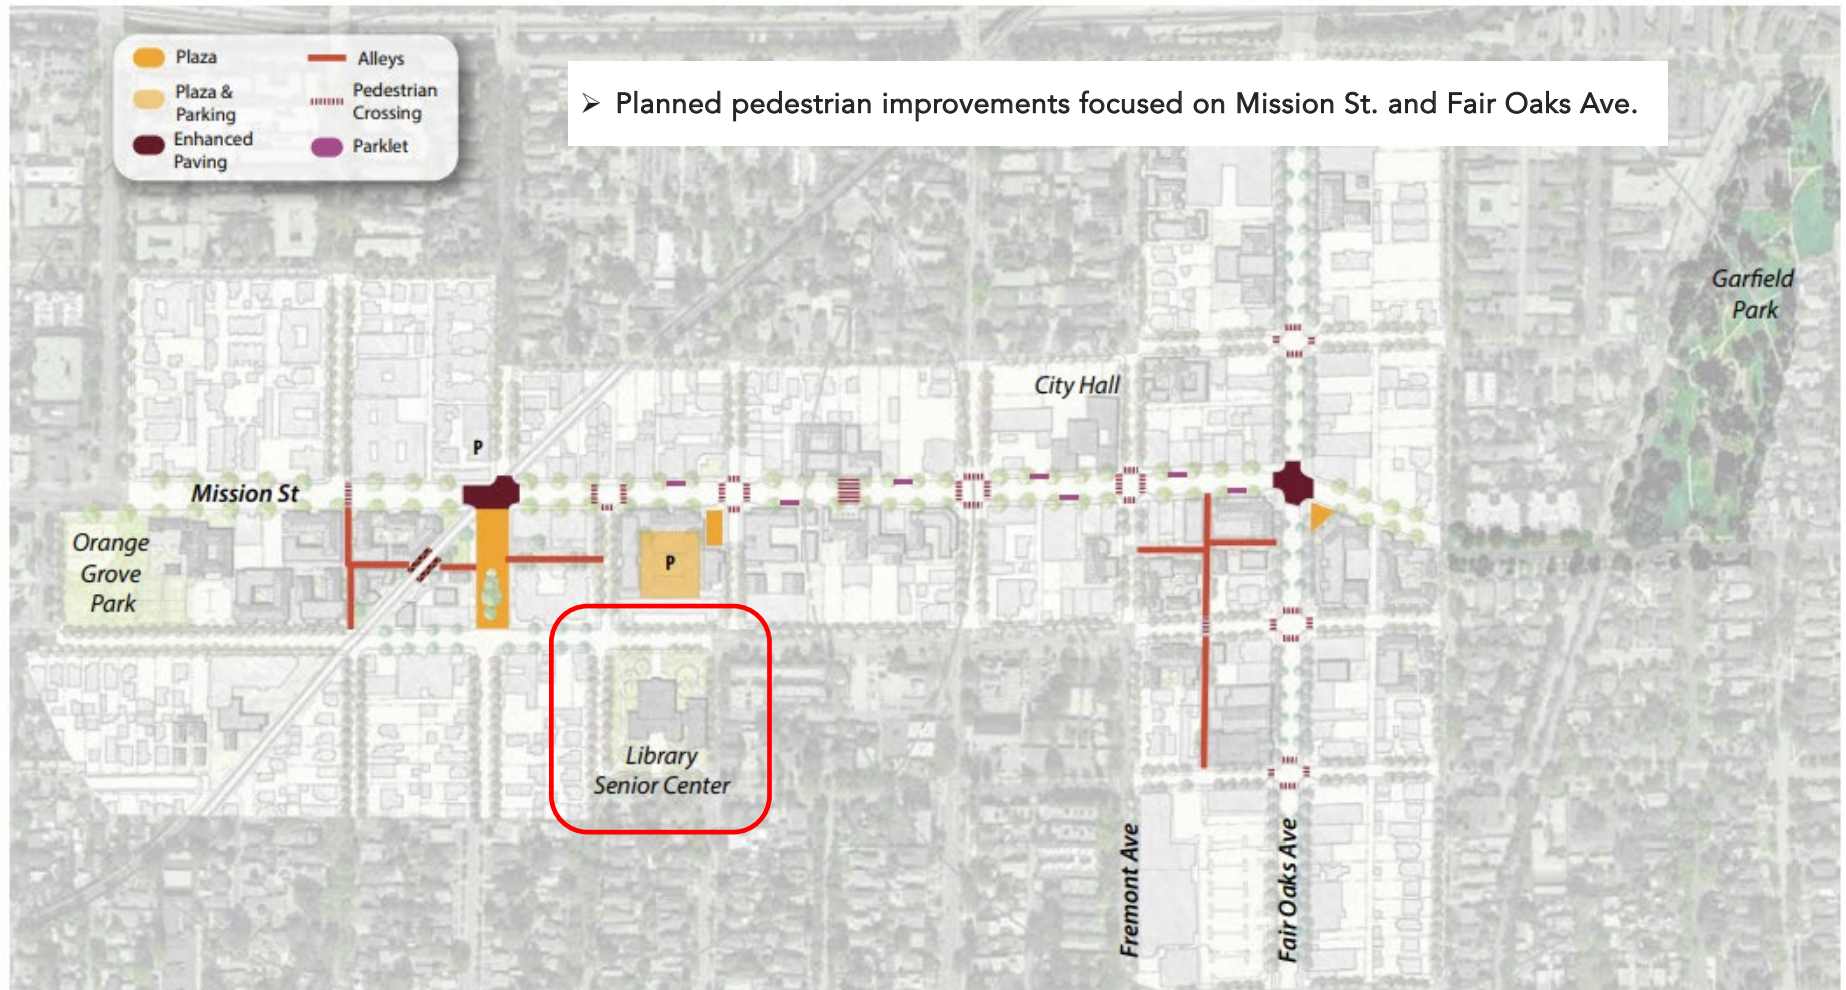 Plaza
Alleys
Plaza &
Parking
Pedestrian
Crossing
Enhanced
Paving
Parklet
➢ Planned pedestrian improvements focused on Mission St. and Fair Oaks Ave.
Garfield
Park
City Hall
P
Mission St
Orange
Grove
Park
P
Library
Senior Center
Fremont Ave
Fair Oaks Ave